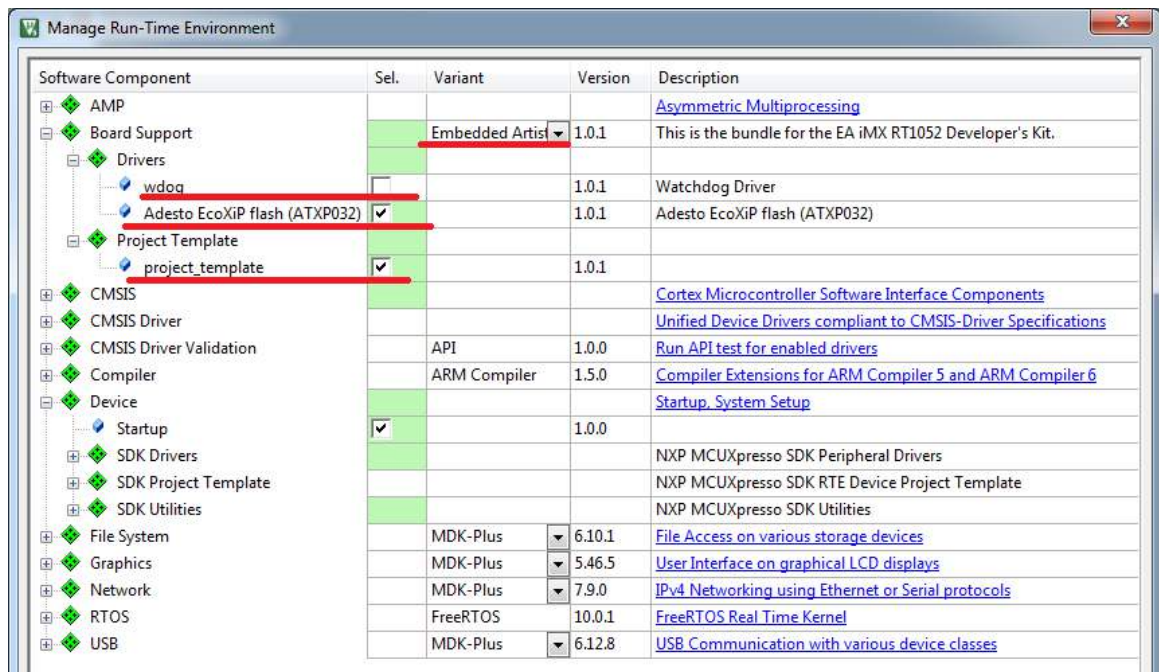 Manage Run-Time Environment
Software Component Sel. Variant Version Description
AMP Asymmetric Multiprocessing
Board Support Embedded Artist 1.0.1 This is the bundle for the EA iMX RT1052 Developer's Kit.
Drivers
wdog 1.0.1 Watchdog Driver
Adesto EcoXiP flash (ATXP032) 1.0.1 Adesto EcoXiP flash (ATXP032)
Project Template
project_template 1.0.1
CMSIS Cortex Microcontroller Software Interface Components
CMSIS Driver Unified Device Drivers compliant to CMSIS-Driver Specifications
CMSIS Driver Validation API 1.0.0 Run API test for enabled drivers
Compiler ARM Compiler 1.5.0 Compiler Extensions for ARM Compiler 5 and ARM Compiler 6
Device Startup, System Setup
Startup 1.0.0
SDK Drivers NXP MCUXpresso SDK Peripheral Drivers
SDK Project Template NXP MCUXpresso SDK RTE Device Project Template
SDK Utilities NXP MCUXpresso SDK Utilities
File System MDK-Plus 6.10.1 File Access on various storage devices
Graphics MDK-Plus 5.46.5 User Interface on graphical LCD displays
Network MDK-Plus 7.9.0 IPv4 Networking using Ethernet or Serial protocols
RTOS FreeRTOS 10.0.1 FreeRTOS Real Time Kernel
USB MDK-Plus 6.12.8 USB Communication with various device classes